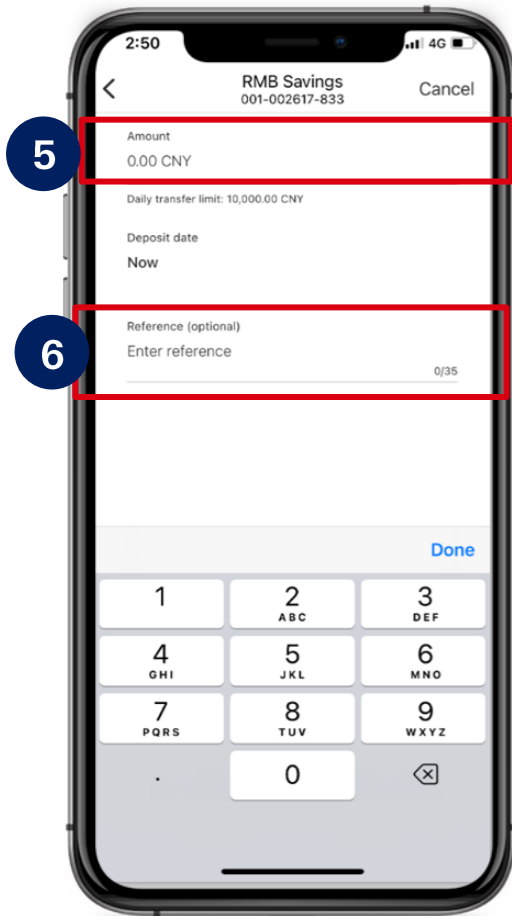 2:50
4G
RMB Savings
Cancel
001-002617-833
5
Amount
0.00 CNY
Daily transfer limit: 10,000.00 CNY
Deposit date
Now
6
Reference (optional)
Enter reference
0/35
Done
1
2
ABC
3
DEF
4
GHI
5
JKL
6
MNO
7
PQRS
8
TUV
9
WXYZ
.
0